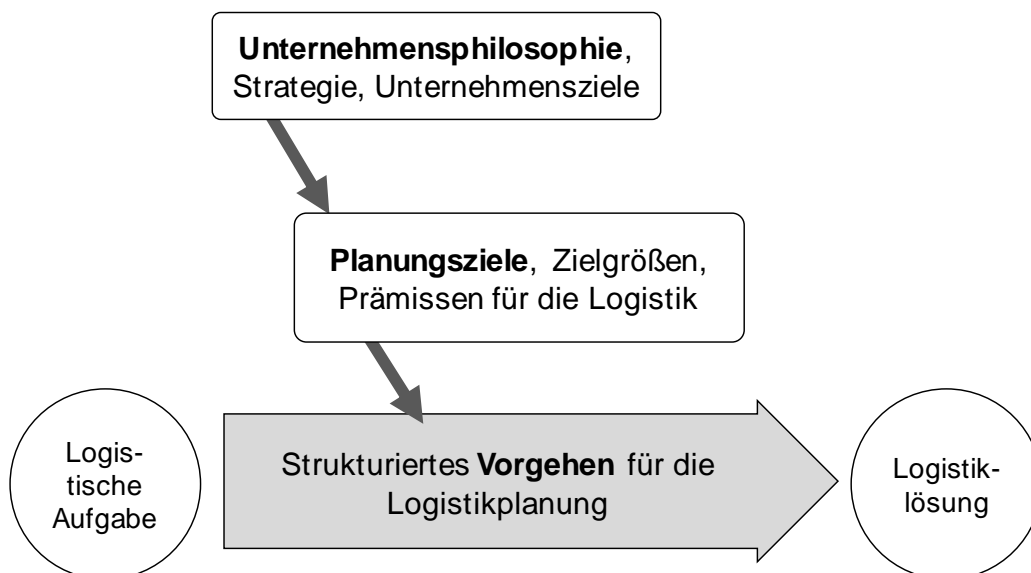 Unternehmensphilosophie,
Strategie, Unternehmensziele
Planungsziele, Zielgrößen,
Prämissen für die Logistik
Logis-
tische
Aufgabe
Strukturiertes Vorgehen für die
Logistikplanung
Logistik-
lösung